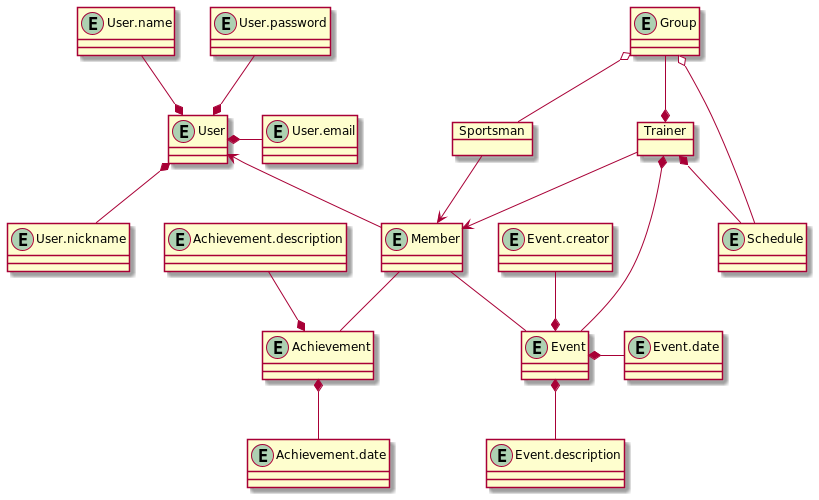 E User.name
E User.password
E Group
E User
E User.email
Sportsman
Trainer
E User.nickname
E Achievement.description
E Member
E Event.creator
E Schedule
E Achievement
E Event
E Event.date
E Achievement.date
E Event.description